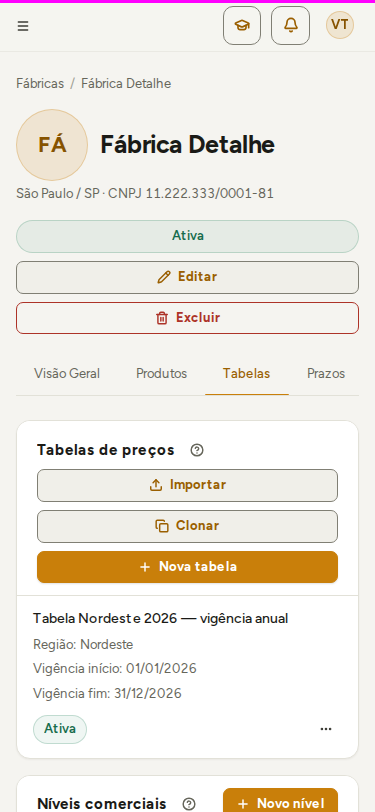 VT
Fábricas / Fábrica Detalhe
FÁ
Fábrica Detalhe
São Paulo / SP · CNPJ 11.222.333/0001-81
Ativa
Editar
Excluir
Visão Geral Produtos Tabelas Prazos
Tabelas de preços
Importar
Clonar
Nova tabela
Tabela Nordeste 2026 — vigência anual
Região: Nordeste
Vigência início: 01/01/2026
Vigência fim: 31/12/2026
Ativa
Níveis comerciais
Novo nível